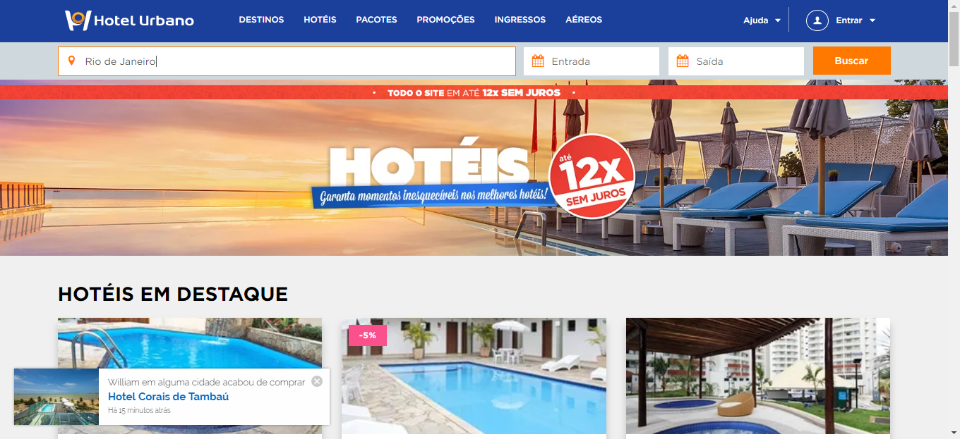 Hotel Urbano
DESTINOS HOTÉIS PACOTES PROMOÇÕES INGRESSOS AÉREOS
Ajuda Entrar
Rio de Janeiro Entrada Saída Buscar
• TODO O SITE EM ATÉ 12x SEM JUROS •
HOTÉIS
Garanta momentos inesquecíveis nos melhores hotéis!
até
12x
SEM JUROS
HOTÉIS EM DESTAQUE
-5%
William em alguma cidade acabou de comprar
Hotel Corais de Tambaú
Há 15 minutos atrás